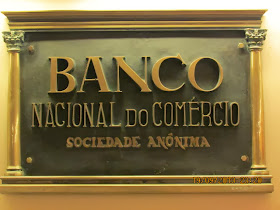 BANCO
NACIONAL DO COMÉRCIO
SOCIEDADE ANÔNIMA